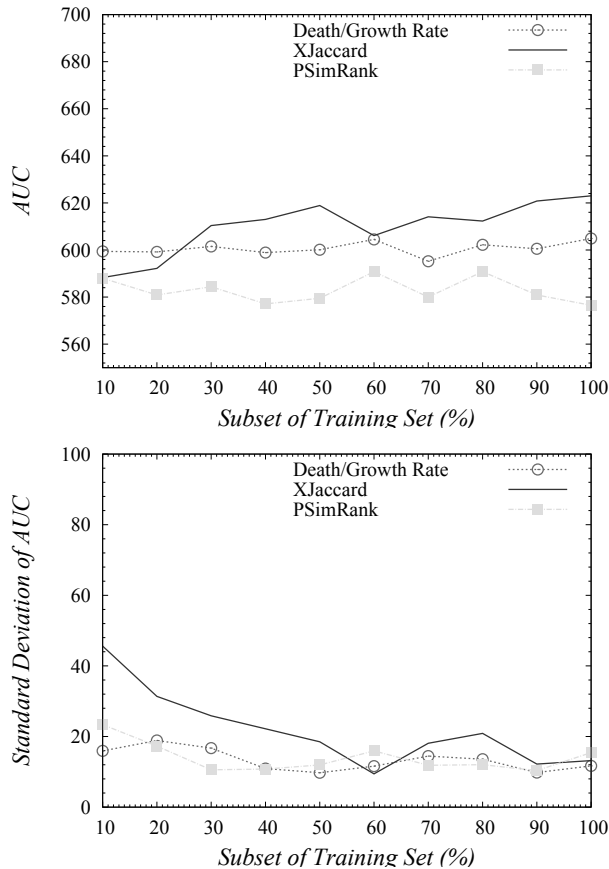 700
680
660
640
620
600
580
560
AUC
Death/Growth Rate
XJaccard
PSimRank
10 20 30 40 50 60 70 80 90 100
Subset of Training Set (%)
100
80
60
40
20
0
Standard Deviation of AUC
Death/Growth Rate
XJaccard
PSimRank
10 20 30 40 50 60 70 80 90 100
Subset of Training Set (%)